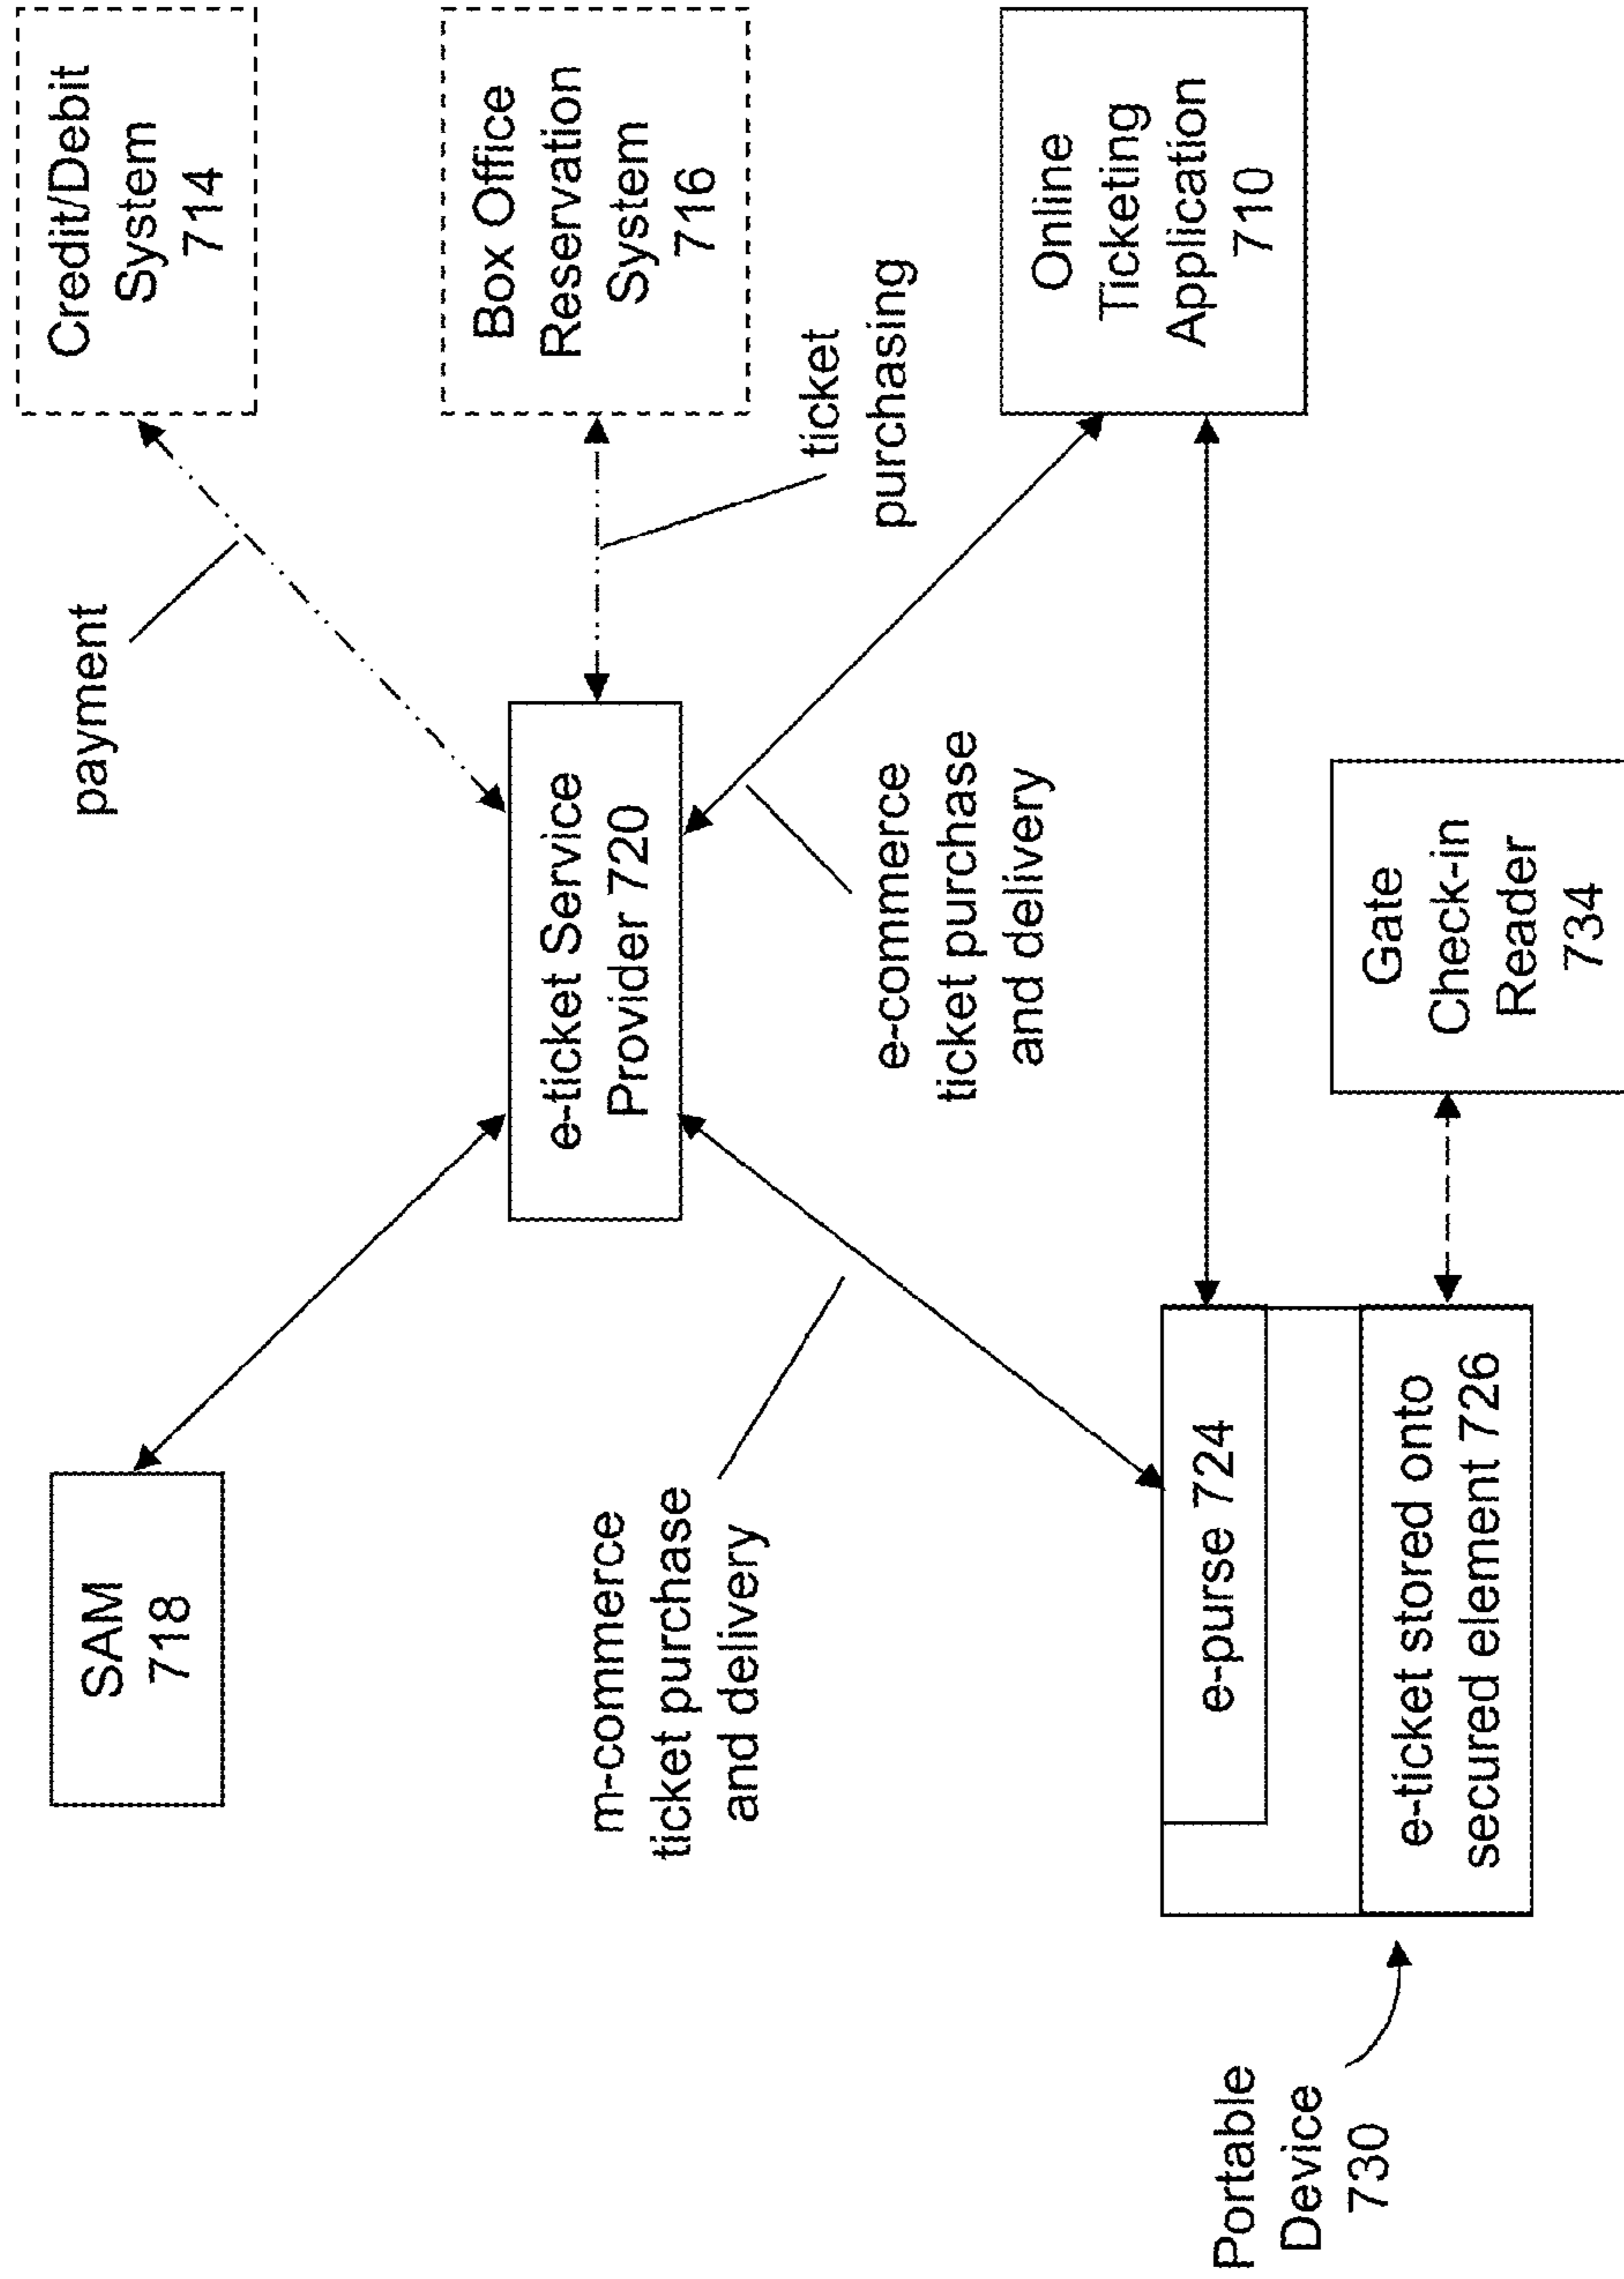 SAM
718
payment
Credit/Debit
System
714
e-ticket Service
Provider 720
Box Office
Reservation
System
716
ticket
purchasing
m-commerce
ticket purchase
and delivery
e-commerce
ticket purchase
and delivery
Online
Ticketing
Application
710
Portable
Device
730
e-purse 724
e-ticket stored onto
secured element 726
Gate
Check-in
Reader
734